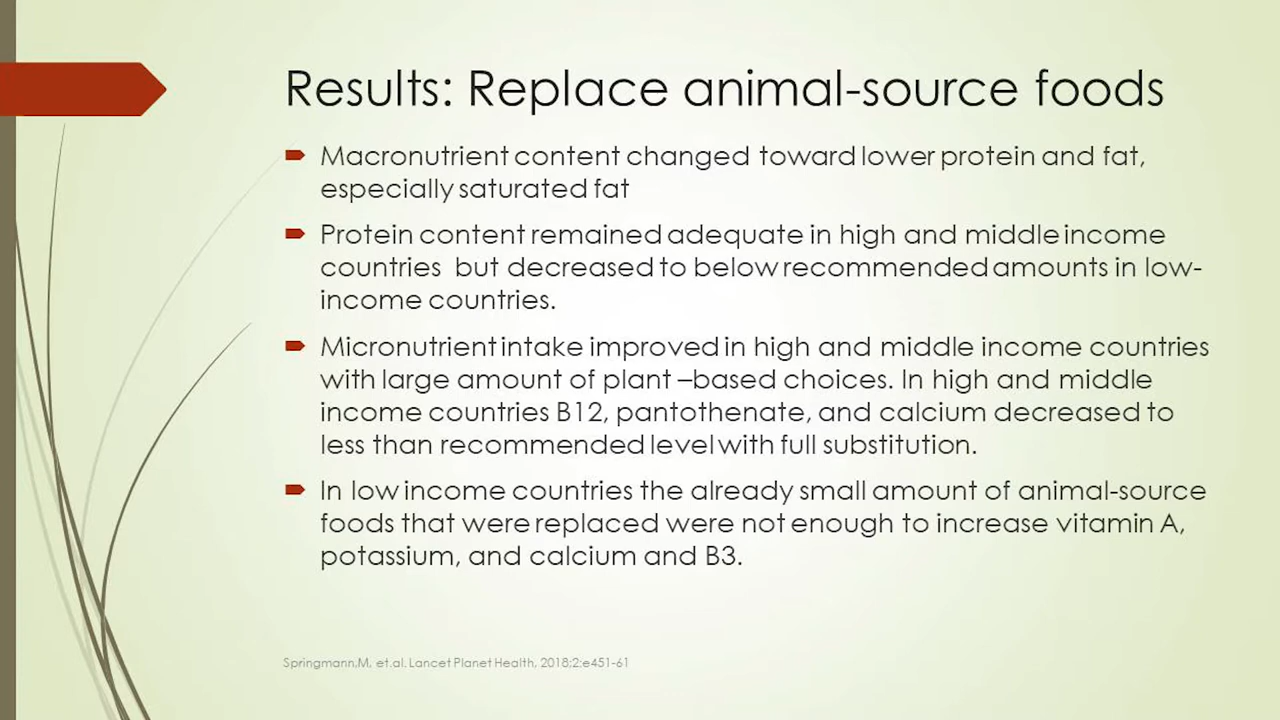 Results: Replace animal-source foods
Macronutrient content changed toward lower protein and fat,
especially saturated fat
Protein content remained adequate in high and middle income
countries but decreased to below recommended amounts in low-
income countries.
Micronutrient intake improved in high and middle income countries
with large amount of plant –based choices. In high and middle
income countries B12, pantothenate, and calcium decreased to
less than recommended level with full substitution.
In low income countries the already small amount of animal-source
foods that were replaced were not enough to increase vitamin A,
potassium, and calcium and B3.
Springmann,M, et.al. Lancet Planet Health, 2018;2:e451-61